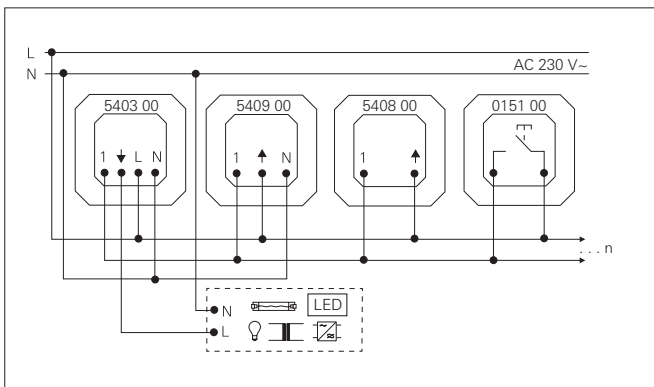 L
N
AC 230 V~
5403 00
5409 00
5408 00
0151 00
1 L N
1 N
1
. . . n
N LED
L